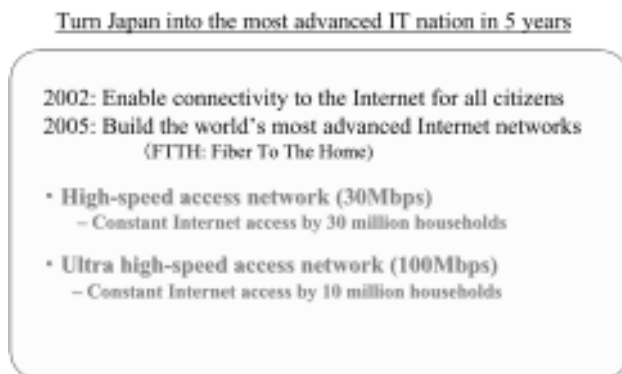 Turn Japan into the most advanced IT nation in 5 years
2002: Enable connectivity to the Internet for all citizens
2005: Build the world's most advanced Internet networks
(FTTH: Fiber To The Home)
・High-speed access network (30Mbps)
– Constant Internet access by 30 million households
・Ultra high-speed access network (100Mbps)
– Constant Internet access by 10 million households